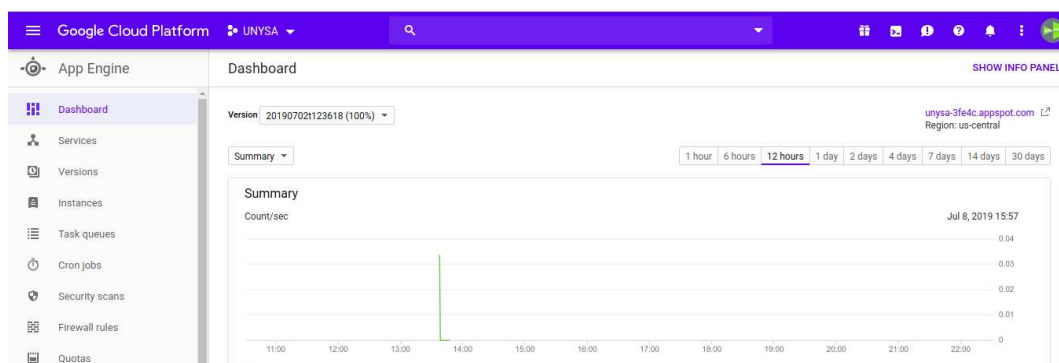 Google Cloud Platform UNYSA
App Engine Dashboard SHOW INFO PANEL
Dashboard
Services
Versions
Instances
Task queues
Cron jobs
Security scans
Firewall rules
Quotas
Version 20190702t123618 (100%)
unysa-3fe4c.appspot.com
Region: us-central
Summary
1 hour 6 hours 12 hours 1 day 2 days 4 days 7 days 14 days 30 days
Summary
Count/sec Jul 8, 2019 15:57
0.04
0.03
0.02
0.01
0
11:00 12:00 13:00 14:00 15:00 16:00 17:00 18:00 19:00 20:00 21:00 22:00